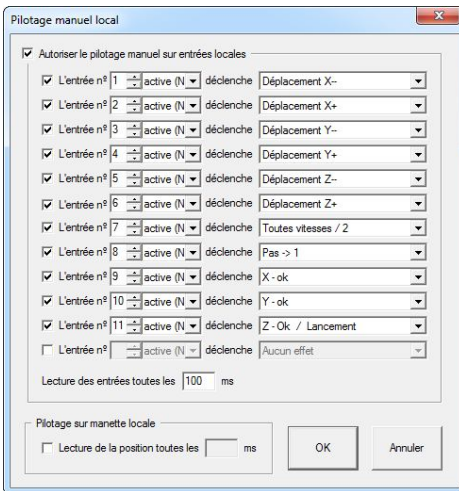 Pilotage manuel local
Autoriser le pilotage manuel sur entrées locales
L'entrée nº 1 active (N déclenche Déplacement X--
L'entrée nº 2 active (N déclenche Déplacement X+
L'entrée nº 3 active (N déclenche Déplacement Y--
L'entrée nº 4 active (N déclenche Déplacement Y+
L'entrée nº 5 active (N déclenche Déplacement Z--
L'entrée nº 6 active (N déclenche Déplacement Z+
L'entrée nº 7 active (N déclenche Toutes vitesses / 2
L'entrée nº 8 active (N déclenche Pas -> 1
L'entrée nº 9 active (N déclenche X - ok
L'entrée nº 10 active (N déclenche Y - ok
L'entrée nº 11 active (N déclenche Z - Ok / Lancement
L'entrée nº active (N déclenche Aucun effet
Lecture des entrées toutes les 100 ms
Pilotage sur manette locale
Lecture de la position toutes les ms
OK
Annuler